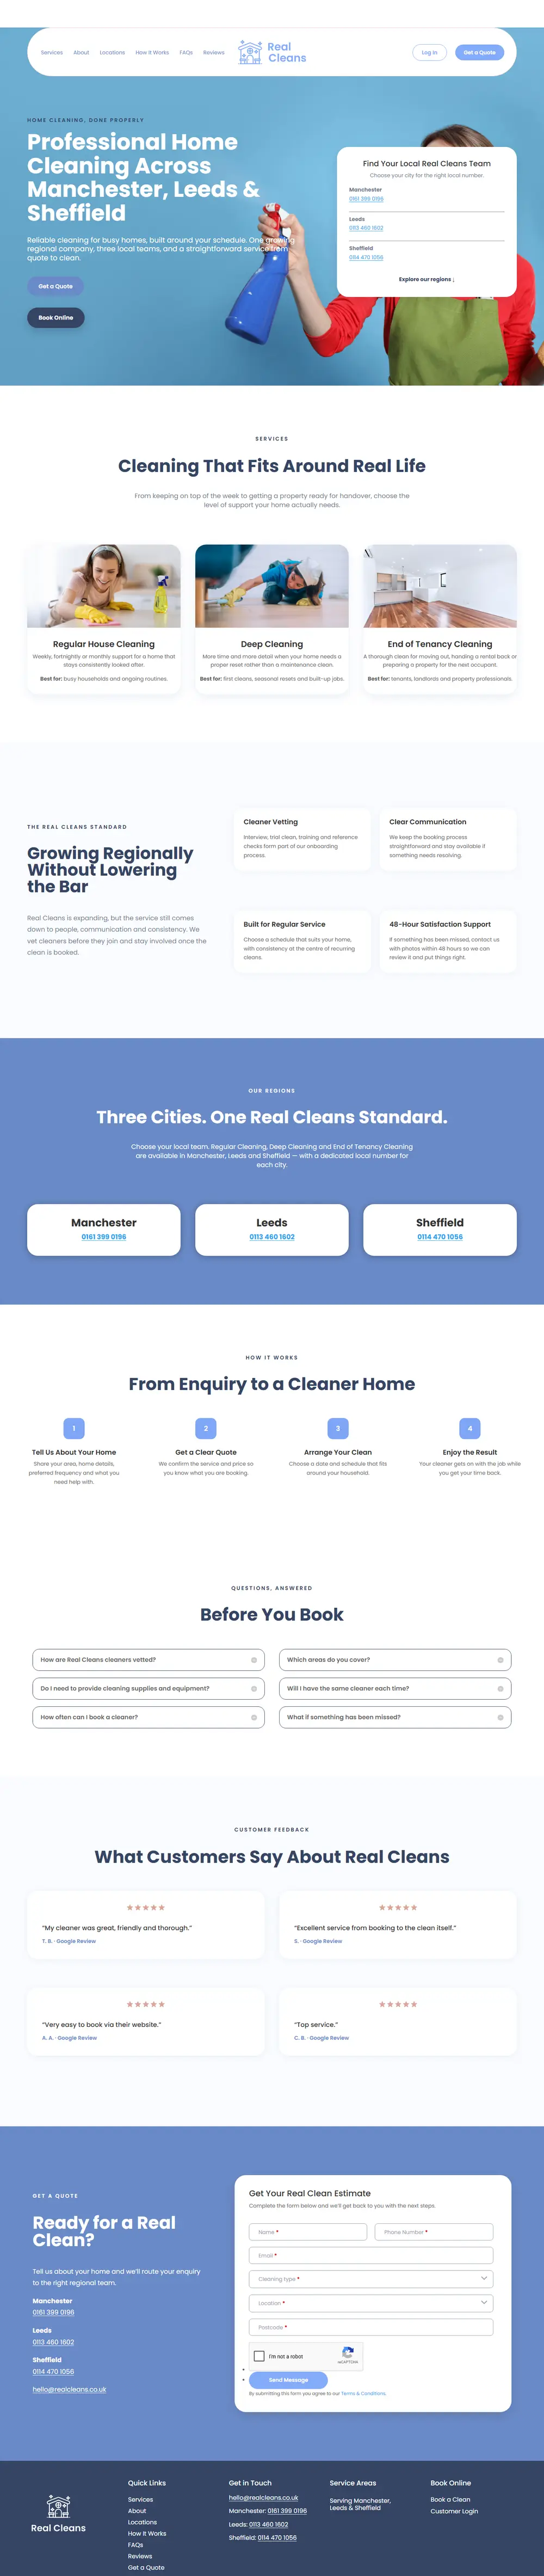 Services About Locations How It Works FAQs Reviews
Real
Cleans
Log in
Get a Quote
HOME CLEANING, DONE PROPERLY
Professional Home
Cleaning Across
Manchester, Leeds &
Sheffield
Reliable cleaning for busy homes, built around your schedule. One growing
regional company, three local teams, and a straightforward service from
quote to clean.
Get a Quote
Book Online
Find Your Local Real Cleans Team
Choose your city for the right local number.
Manchester
0161 399 0196
Leeds
0113 460 1602
Sheffield
0114 470 1056
Explore our regions ↓
SERVICES
Cleaning That Fits Around Real Life
From keeping on top of the week to getting a property ready for handover, choose the
level of support your home actually needs.
Regular House Cleaning
Weekly, fortnightly or monthly support for a home that
stays consistently looked after.
Best for: busy households and ongoing routines.
Deep Cleaning
More time and more detail when your home needs a
proper reset rather than a maintenance clean.
Best for: first cleans, seasonal resets and built-up jobs.
End of Tenancy Cleaning
A thorough clean for moving out, handing a rental back or
preparing a property for the next occupant.
Best for: tenants, landlords and property professionals.
THE REAL CLEANS STANDARD
Growing Regionally
Without Lowering
the Bar
Real Cleans is expanding, but the service still comes
down to people, communication and consistency. We
vet cleaners before they join and stay involved once the
clean is booked.
Cleaner Vetting
Interview, trial clean, training and reference
checks form part of our onboarding
process.
Clear Communication
We keep the booking process
straightforward and stay available if
something needs resolving.
Built for Regular Service
Choose a schedule that suits your home,
with consistency at the centre of recurring
cleans.
48-Hour Satisfaction Support
If something has been missed, contact us
with photos within 48 hours so we can
review it and put things right.
OUR REGIONS
Three Cities. One Real Cleans Standard.
Choose your local team. Regular Cleaning, Deep Cleaning and End of Tenancy Cleaning
are available in Manchester, Leeds and Sheffield — with a dedicated local number for
each city.
Manchester
0161 399 0196
Leeds
0113 460 1602
Sheffield
0114 470 1056
HOW IT WORKS
From Enquiry to a Cleaner Home
1
Tell Us About Your Home
Share your area, home details,
preferred frequency and what you
need help with.
2
Get a Clear Quote
We confirm the service and price so
you know what you are booking.
3
Arrange Your Clean
Choose a date and schedule that fits
around your household.
4
Enjoy the Result
Your cleaner gets on with the job while
you get your time back.
QUESTIONS, ANSWERED
Before You Book
How are Real Cleans cleaners vetted?
Which areas do you cover?
Do I need to provide cleaning supplies and equipment?
Will I have the same cleaner each time?
How often can I book a cleaner?
What if something has been missed?
CUSTOMER FEEDBACK
What Customers Say About Real Cleans
★★★★★
“My cleaner was great, friendly and thorough.”
T. B. · Google Review
★★★★★
“Excellent service from booking to the clean itself.”
S. · Google Review
★★★★★
“Very easy to book via their website.”
A. A. · Google Review
★★★★★
“Top service.”
C. B. · Google Review
GET A QUOTE
Ready for a Real
Clean?
Tell us about your home and we’ll route your enquiry
to the right regional team.
Manchester
0161 399 0196
Leeds
0113 460 1602
Sheffield
0114 470 1056
hello@realcleans.co.uk
Get Your Real Clean Estimate
Complete the form below and we’ll get back to you with the next steps.
Name *
Phone Number *
Email *
Cleaning type *
Location *
Postcode *
I'm not a robot
reCAPTCHA
Send Message
By submitting this form you agree to our Terms & Conditions
Real Cleans
Quick Links
Services
About
Locations
How It Works
FAQs
Reviews
Get a Quote
Get in Touch
hello@realcleans.co.uk
Manchester: 0161 399 0196
Leeds: 0113 460 1602
Sheffield: 0114 470 1056
Service Areas
Serving Manchester,
Leeds & Sheffield
Book Online
Book a Clean
Customer Login